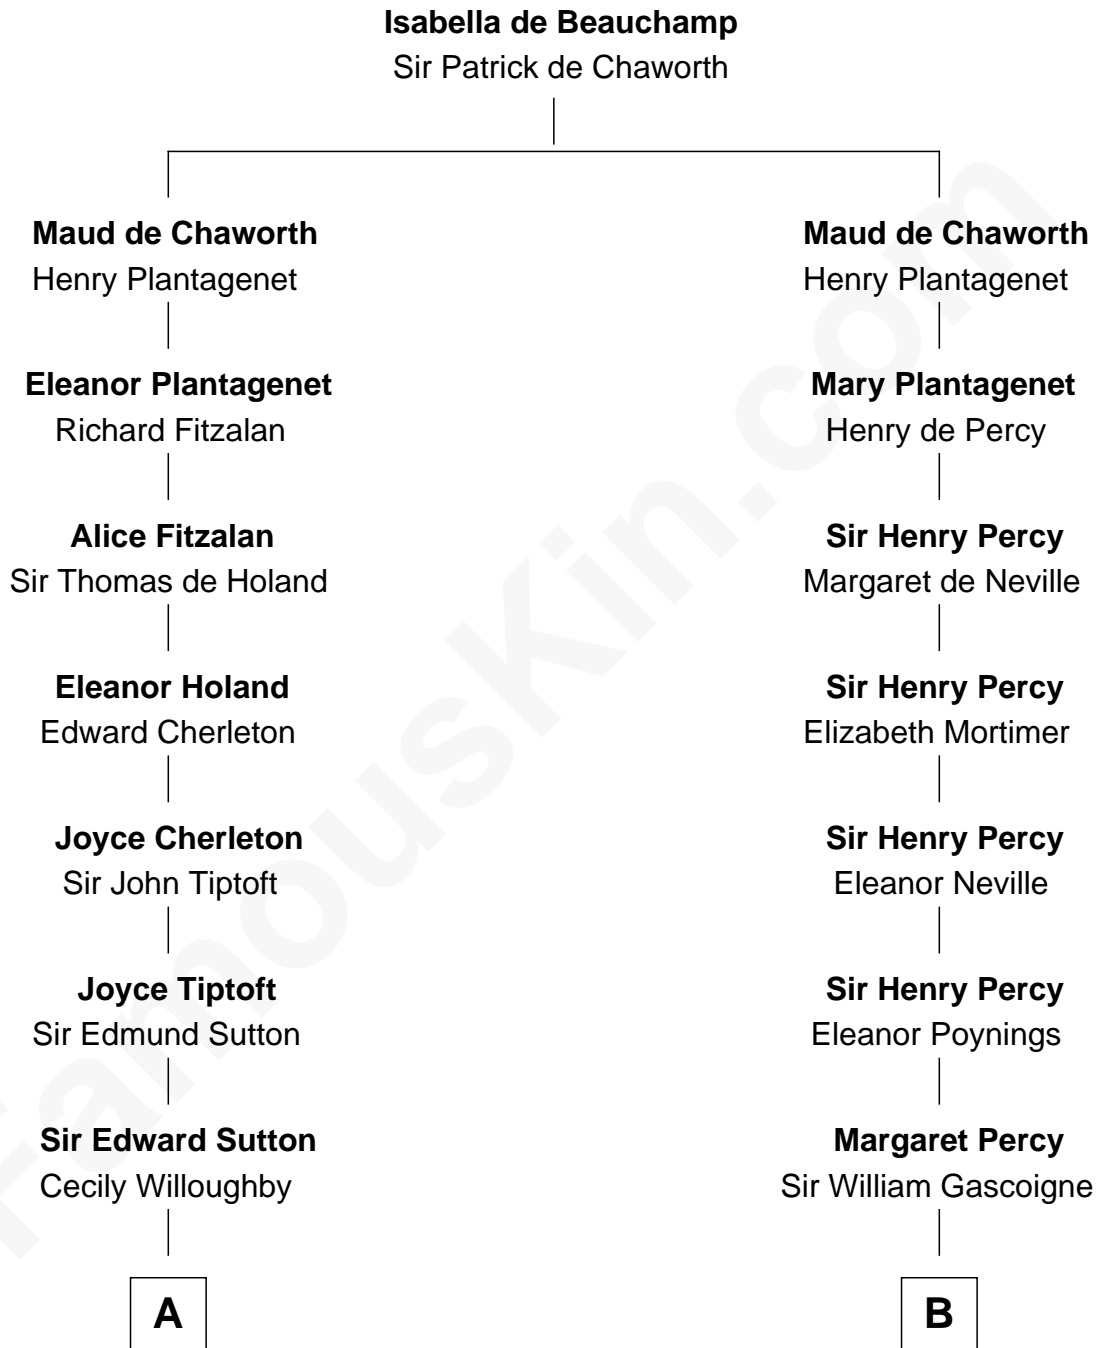 Isabella de Beauchamp
Sir Patrick de Chaworth
Maud de Chaworth
Henry Plantagenet
Eleanor Plantagenet
Richard Fitzalan
Alice Fitzalan
Sir Thomas de Holand
Eleanor Holand
Edward Cherleton
Joyce Cherleton
Sir John Tiptoft
Joyce Tiptoft
Sir Edmund Sutton
Sir Edward Sutton
Cecily Willoughby
A
Maud de Chaworth
Henry Plantagenet
Mary Plantagenet
Henry de Percy
Sir Henry Percy
Margaret de Neville
Sir Henry Percy
Elizabeth Mortimer
Sir Henry Percy
Eleanor Neville
Sir Henry Percy
Eleanor Poynings
Margaret Percy
Sir William Gascoigne
B
FamousKin.com